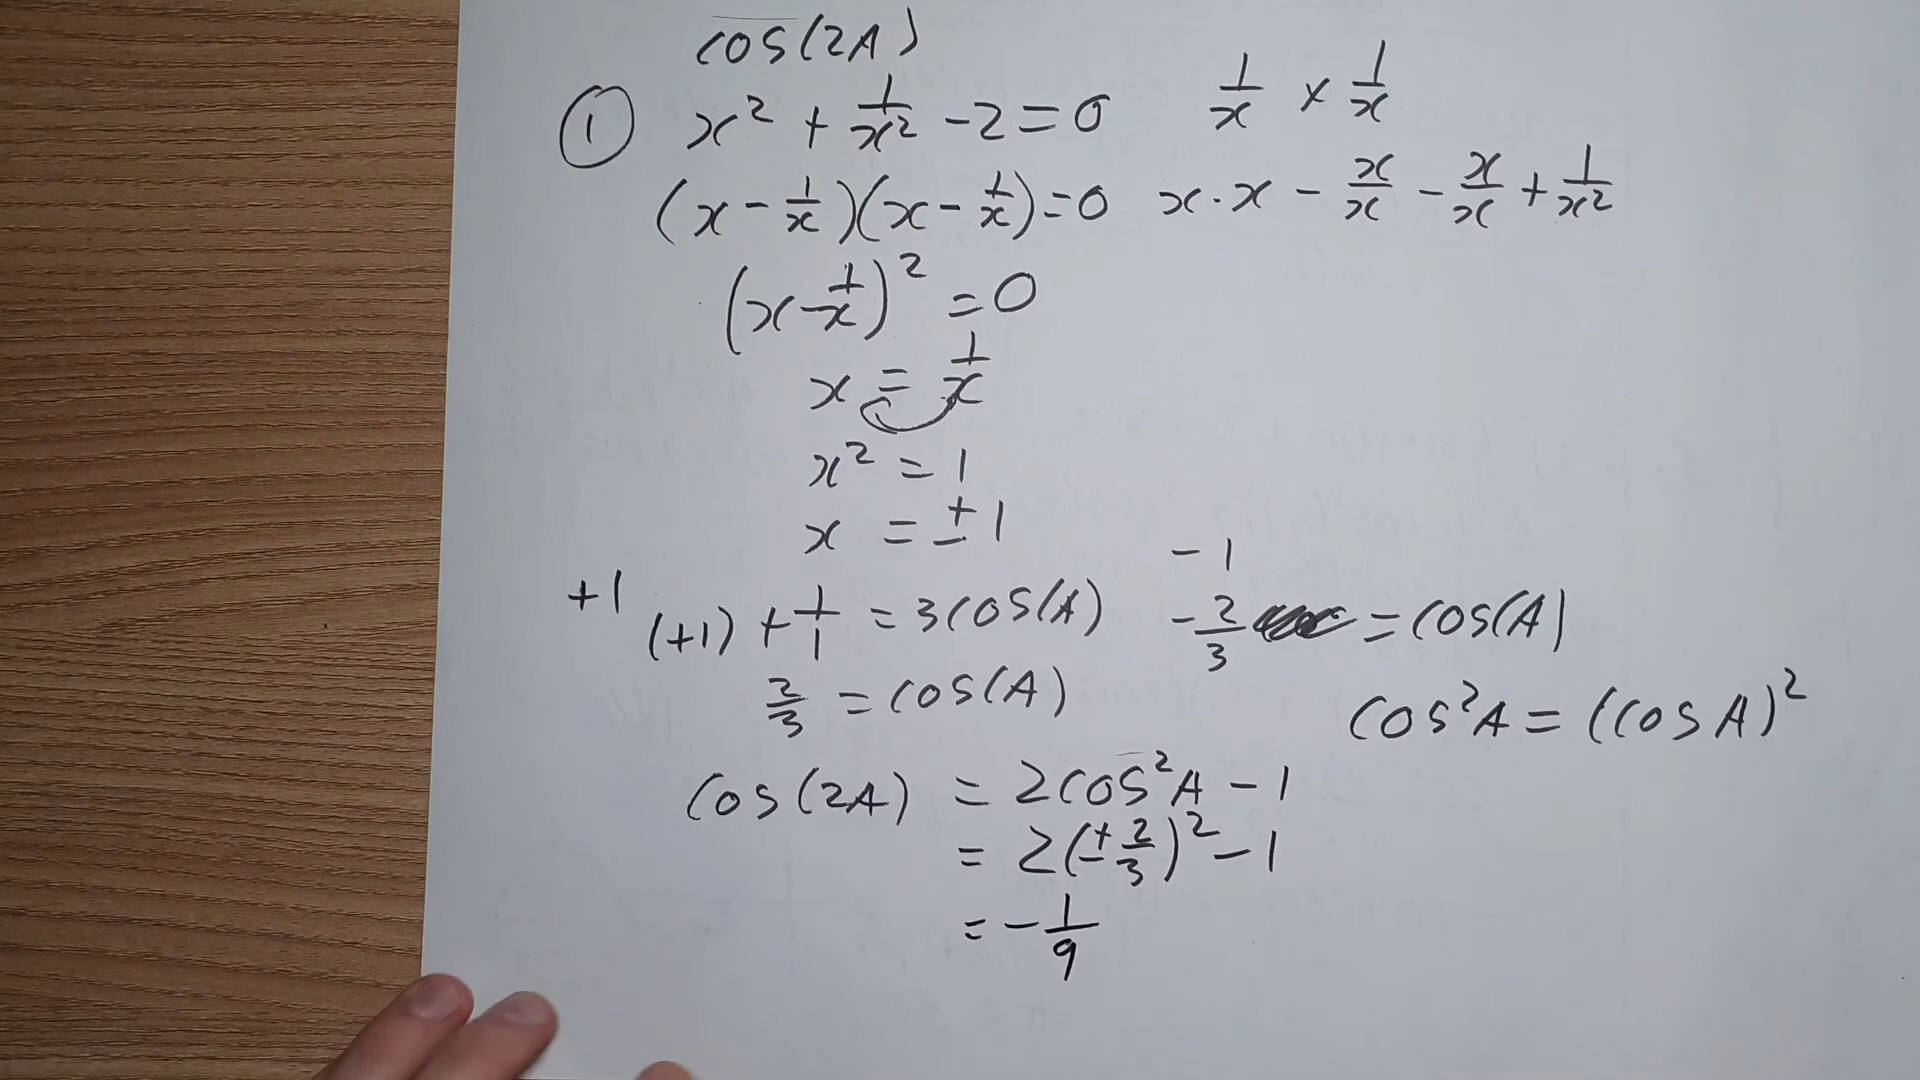 cos(2A)
① x² + 1/x² - 2 = 0
1/x × 1/x
(x - 1/x)(x - 1/x) = 0
x · x - x/x - x/x + 1/x²
(x - 1/x)² = 0
x = 1/x
x² = 1
x = ± 1
+1
(+1) + 1/1 = 3cos(A)
2/3 = cos(A)
-1
-2/3 = cos(A)
cos²A = (cos A)²
cos(2A) = 2cos²A - 1
= 2(± 2/3)² - 1
= - 1/9